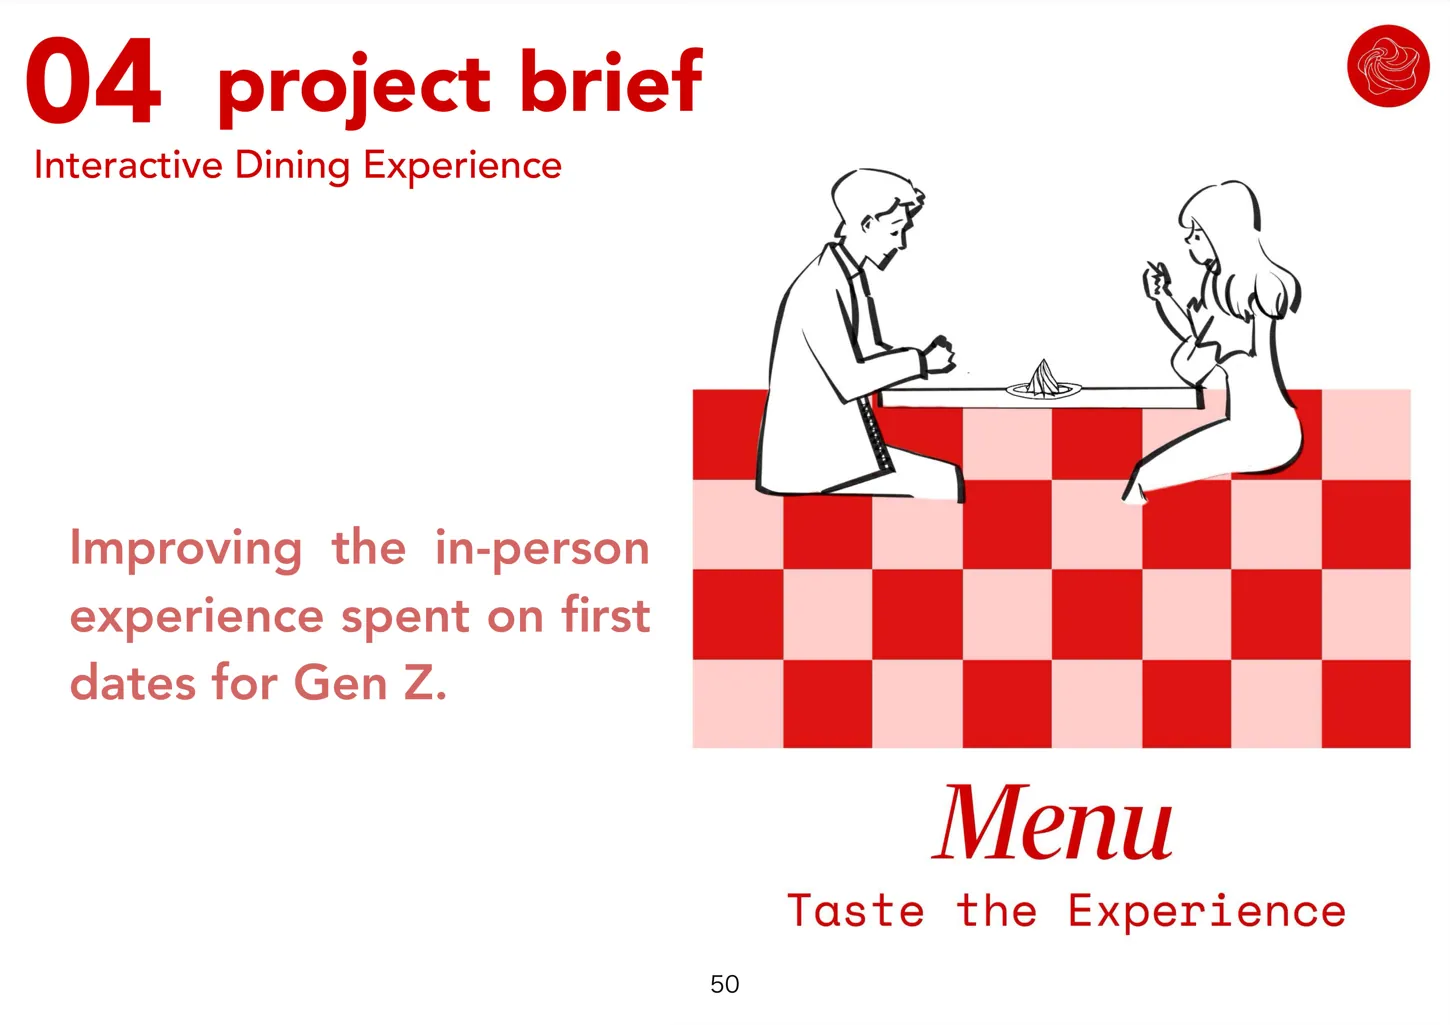 04 project brief
Interactive Dining Experience
Improving the in-person
experience spent on first
dates for Gen Z.
Menu
Taste the Experience
50